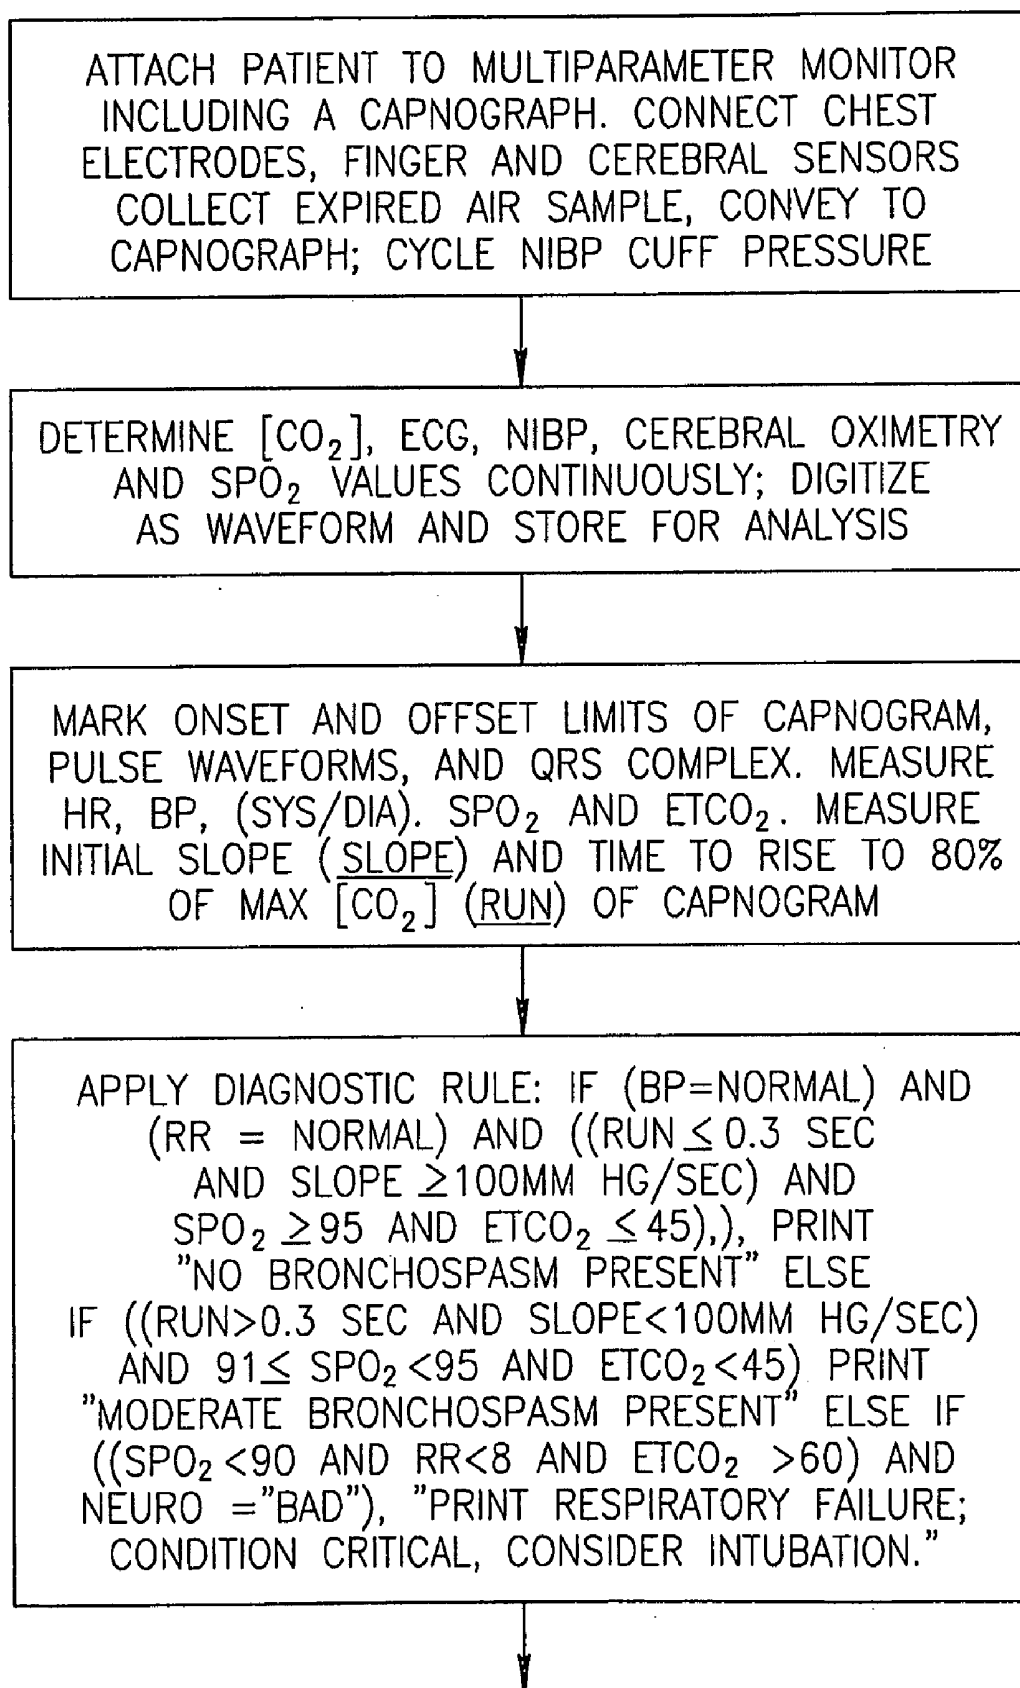 ATTACH PATIENT TO MULTIPARAMETER MONITOR
INCLUDING A CAPNOGRAPH. CONNECT CHEST
ELECTRODES, FINGER AND CEREBRAL SENSORS
COLLECT EXPIRED AIR SAMPLE, CONVEY TO
CAPNOGRAPH; CYCLE NIBP CUFF PRESSURE
DETERMINE [CO₂], ECG, NIBP, CEREBRAL OXIMETRY
AND SPO₂ VALUES CONTINUOUSLY; DIGITIZE
AS WAVEFORM AND STORE FOR ANALYSIS
MARK ONSET AND OFFSET LIMITS OF CAPNOGRAM,
PULSE WAVEFORMS, AND QRS COMPLEX. MEASURE
HR, BP, (SYS/DIA). SPO₂ AND ETCO₂. MEASURE
INITIAL SLOPE (SLOPE) AND TIME TO RISE TO 80%
OF MAX [CO₂] (RUN) OF CAPNOGRAM
APPLY DIAGNOSTIC RULE: IF (BP=NORMAL) AND
(RR = NORMAL) AND ((RUN ≤ 0.3 SEC
AND SLOPE ≥100MM HG/SEC) AND
SPO₂ ≥95 AND ETCO₂ ≤45),), PRINT
"NO BRONCHOSPASM PRESENT" ELSE
IF ((RUN>0.3 SEC AND SLOPE<100MM HG/SEC)
AND 91≤ SPO₂<95 AND ETCO₂<45) PRINT
"MODERATE BRONCHOSPASM PRESENT" ELSE IF
((SPO₂<90 AND RR<8 AND ETCO₂ >60) AND
NEURO ="BAD"), "PRINT RESPIRATORY FAILURE;
CONDITION CRITICAL, CONSIDER INTUBATION."